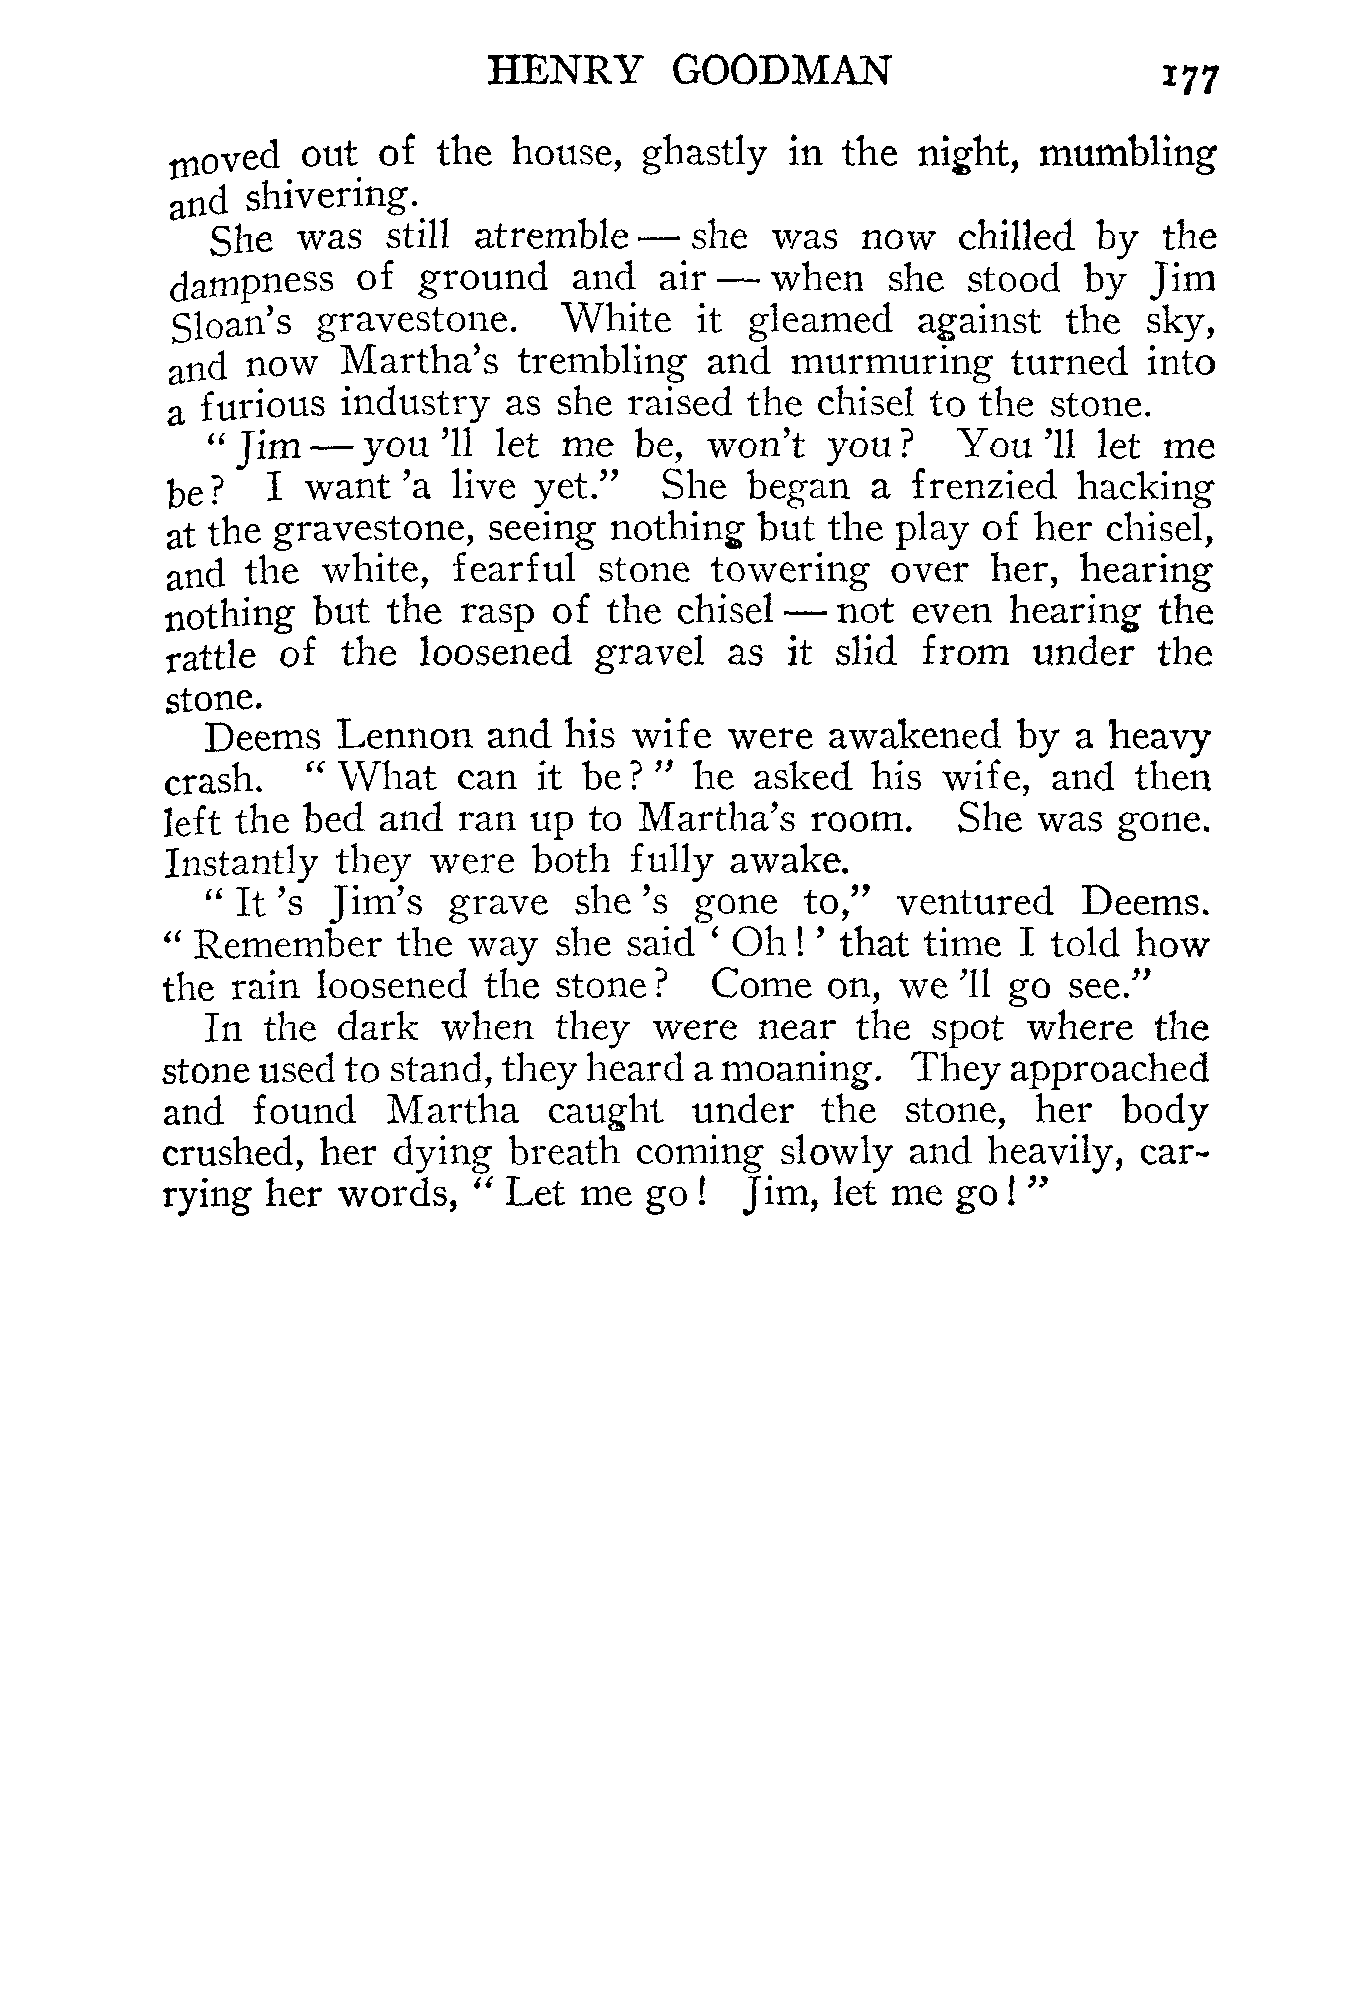 HENRY GOODMAN 177
moved out of the house, ghastly in the night, mumbling
and shivering.
She was still atremble — she was now chilled by the
dampness of ground and air — when she stood by Jim
Sloan's gravestone. White it gleamed against the sky,
and now Martha's trembling and murmuring turned into
a furious industry as she raised the chisel to the stone.
“ Jim — you 'll let me be, won't you? You 'll let me
be? I want 'a live yet.” She began a frenzied hacking
at the gravestone, seeing nothing but the play of her chisel,
and the white, fearful stone towering over her, hearing
nothing but the rasp of the chisel — not even hearing the
rattle of the loosened gravel as it slid from under the
stone.
Deems Lennon and his wife were awakened by a heavy
crash. “ What can it be? ” he asked his wife, and then
left the bed and ran up to Martha's room. She was gone.
Instantly they were both fully awake.
“ It 's Jim's grave she 's gone to,” ventured Deems.
“ Remember the way she said ‘ Oh! ’ that time I told how
the rain loosened the stone? Come on, we 'll go see.”
In the dark when they were near the spot where the
stone used to stand, they heard a moaning. They approached
and found Martha caught under the stone, her body
crushed, her dying breath coming slowly and heavily, car-
rying her words, “ Let me go! Jim, let me go! ”